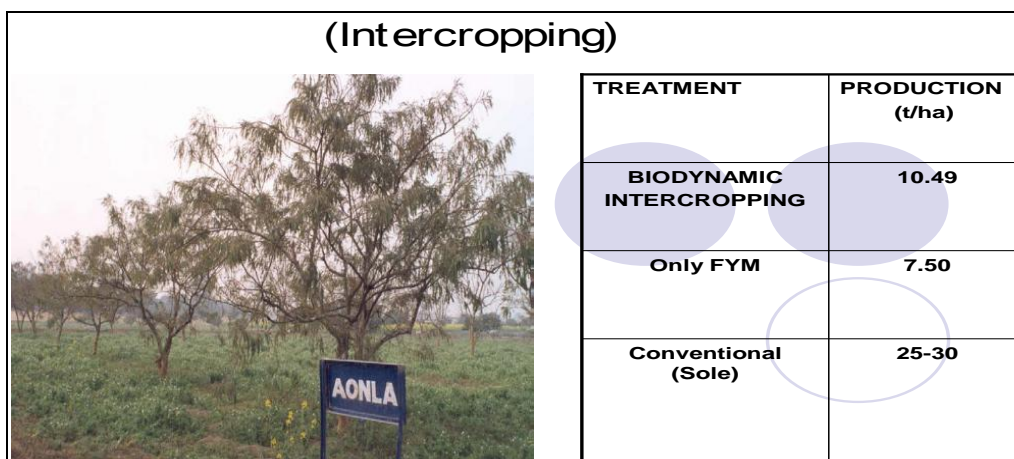 (Intercropping)
AONLA
TREATMENT PRODUCTION
(t/ha)
BIODYNAMIC 10.49
INTERCROPPING
Only FYM 7.50
Conventional 25-30
(Sole)